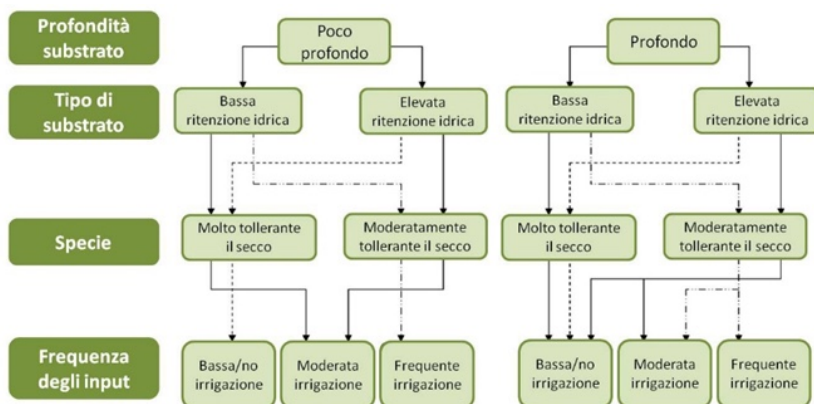 Profondità
substrato
Poco
profondo
Profondo
Tipo di
substrato
Bassa
ritenzione idrica
Elevata
ritenzione idrica
Bassa
ritenzione idrica
Elevata
ritenzione idrica
Specie
Molto tollerante
il secco
Moderatamente
tollerante il secco
Molto tollerante
il secco
Moderatamente
tollerante il secco
Frequenza
degli input
Bassa/no
irrigazione
Moderata
irrigazione
Frequente
irrigazione
Bassa/no
irrigazione
Moderata
irrigazione
Frequente
irrigazione